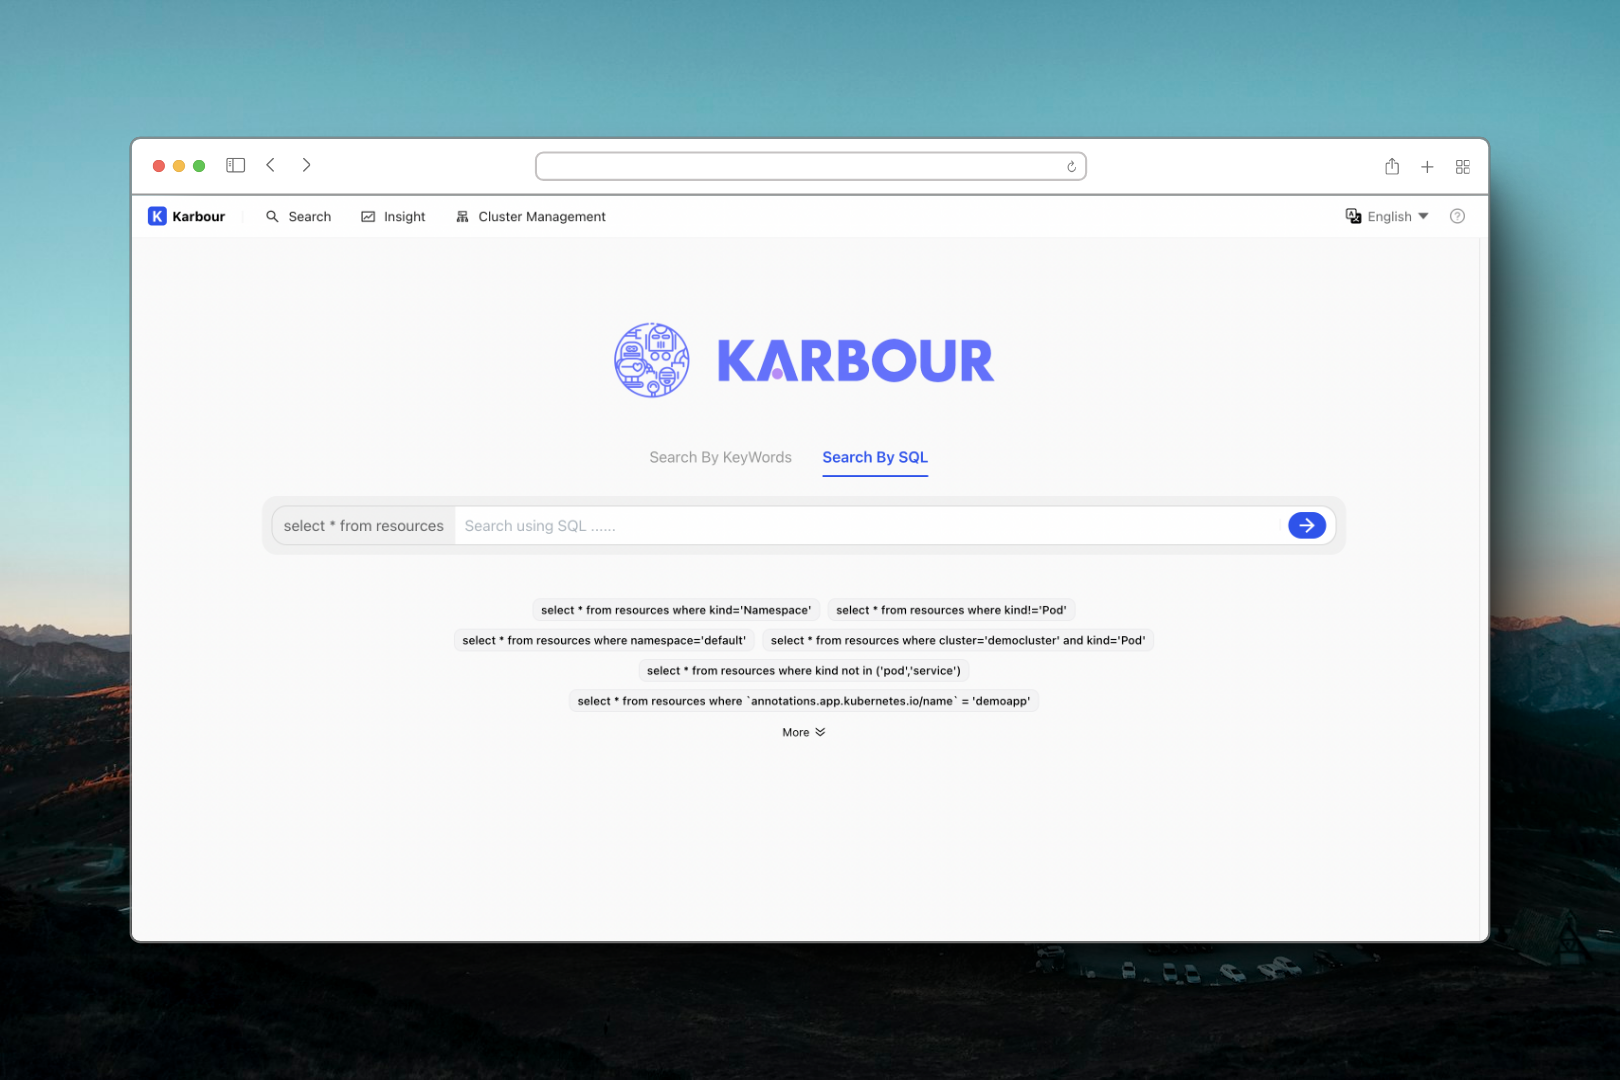 Karbour Search Insight Cluster Management English
KARBOUR
Search By KeyWords Search By SQL
select * from resources Search using SQL ......
select * from resources where kind='Namespace' select * from resources where kind!='Pod'
select * from resources where namespace='default' select * from resources where cluster='democluster' and kind='Pod'
select * from resources where kind not in ('pod','service')
select * from resources where `annotations.app.kubernetes.io/name` = 'demoapp'
More